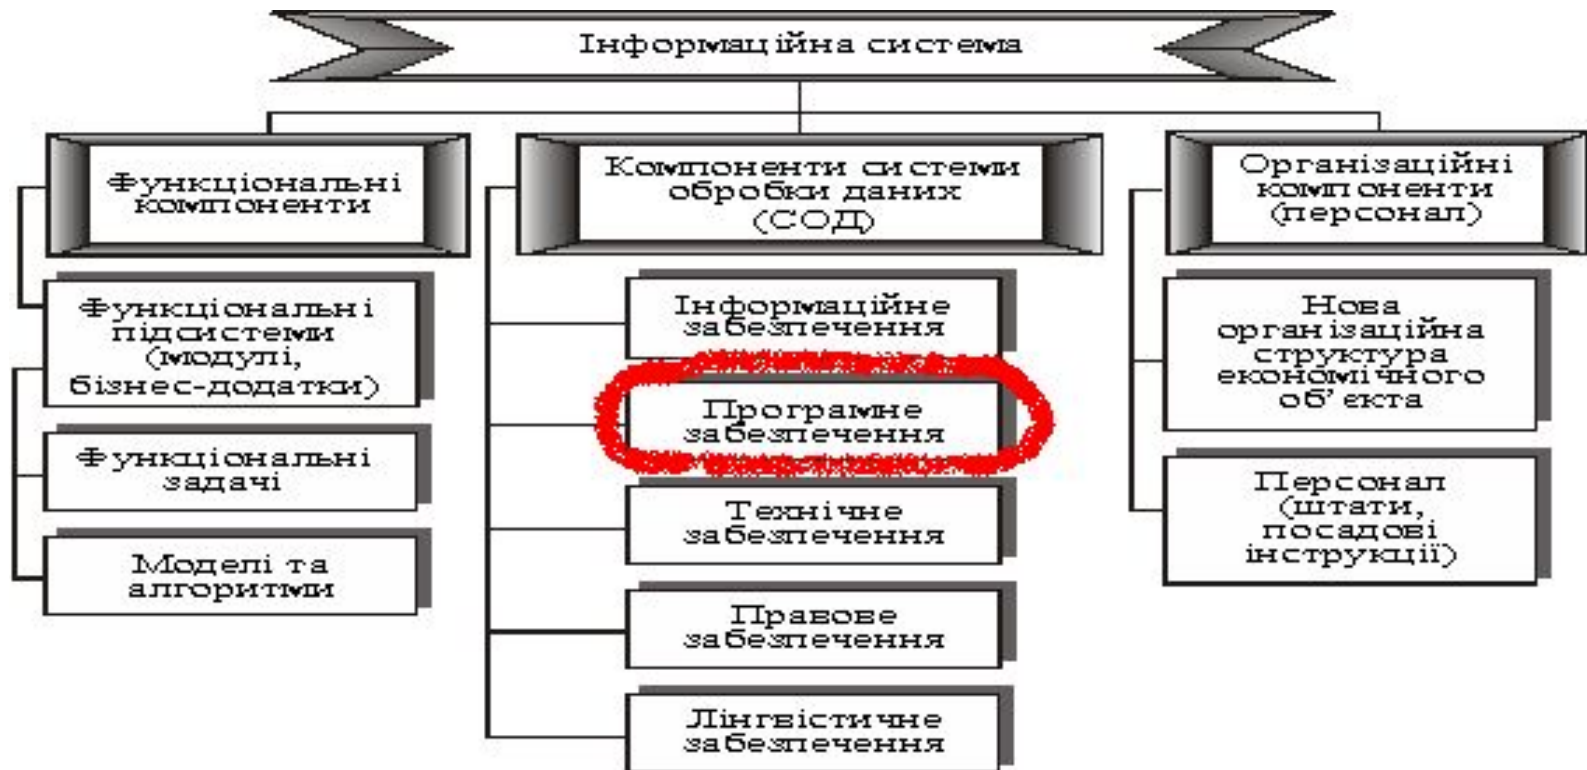 Інформаційна система
Функціональні
компоненти
Функціональні
підсистеми
(модулі,
бізнес-додатки)
Функціональні
задачі
Моделі та
алгоритми
Компоненти системи
обробки даних
(СОД)
Інформаційне
забезпечення
Програмне
забезпечення
Технічне
забезпечення
Правове
забезпечення
Лінгвістичне
забезпечення
Організаційні
компоненти
(персонал)
Нова
організаційна
структура
економічного
об’єкта
Персонал
(штати,
посадові
інструкції)